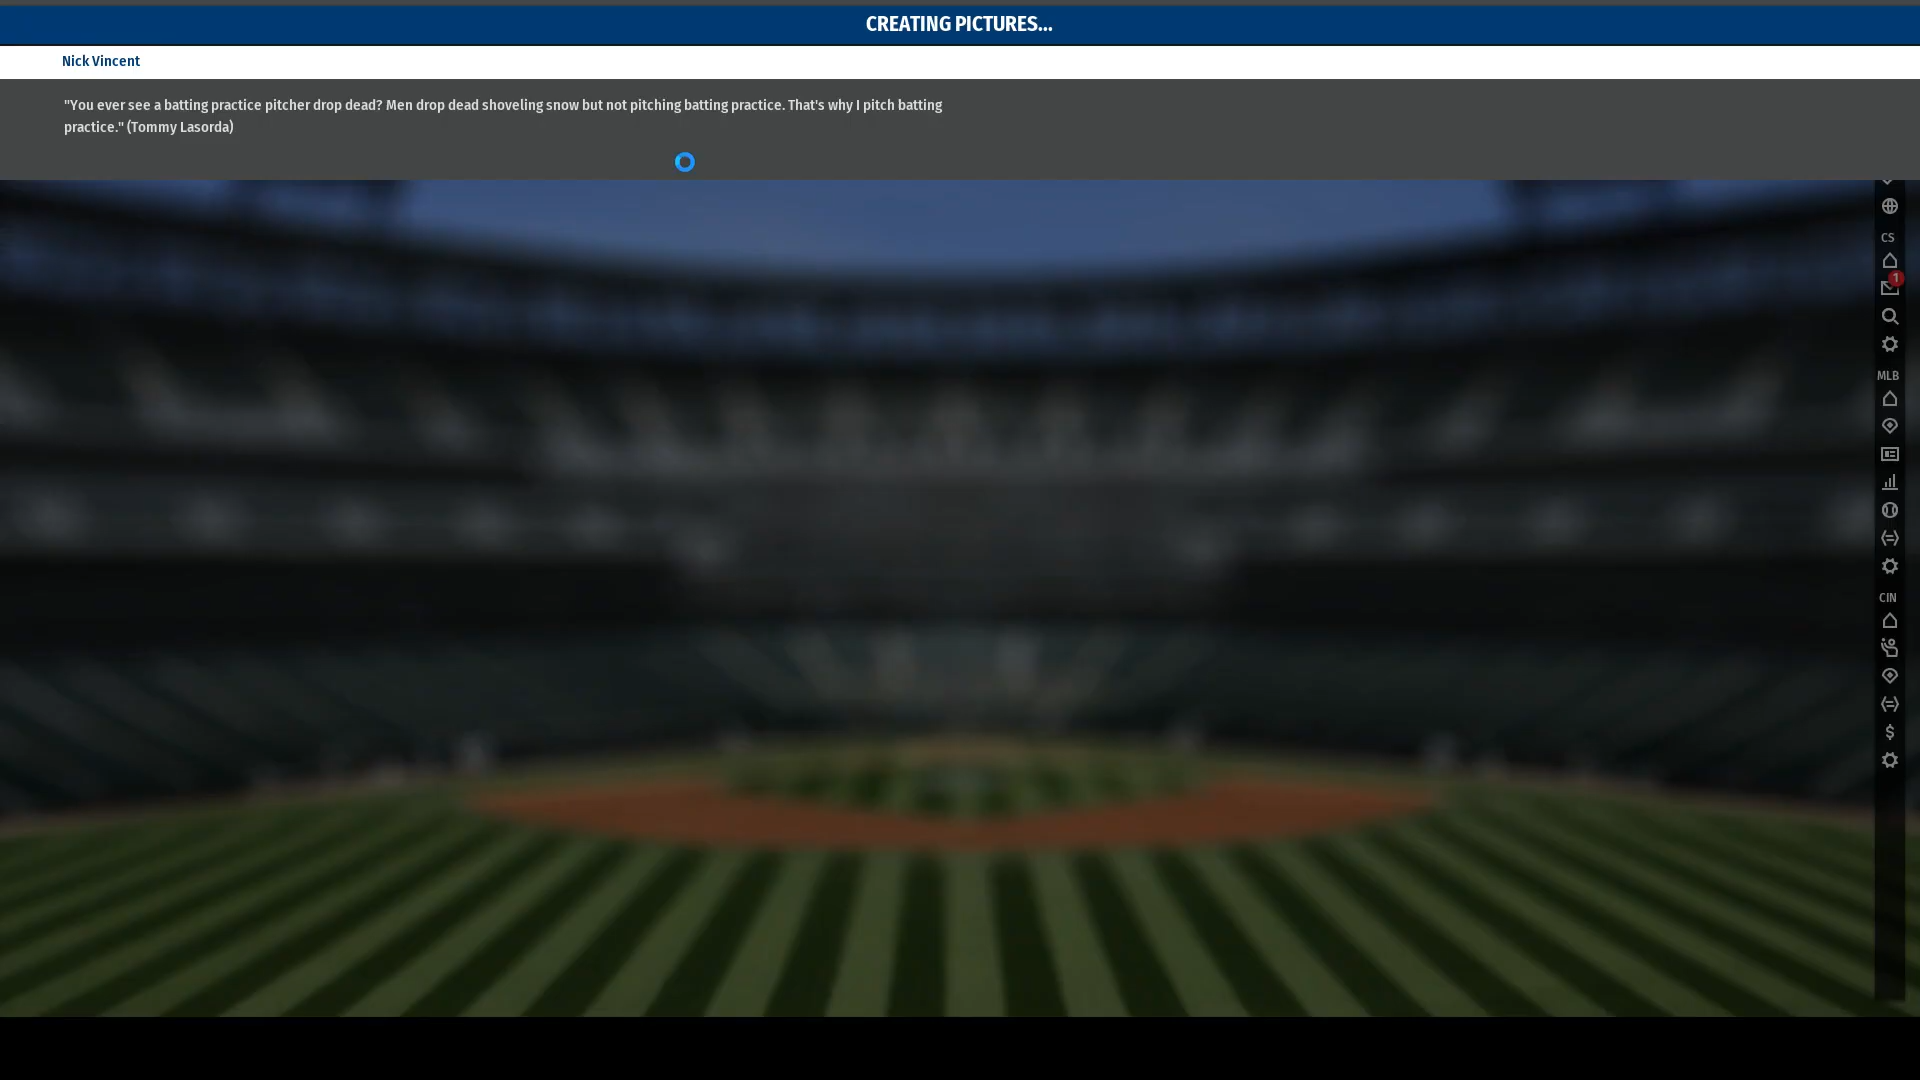 CREATING PICTURES...
Nick Vincent
"You ever see a batting practice pitcher drop dead? Men drop dead shoveling snow but not pitching batting practice. That's why I pitch batting
practice." (Tommy Lasorda)
CS
1
MLB
CIN